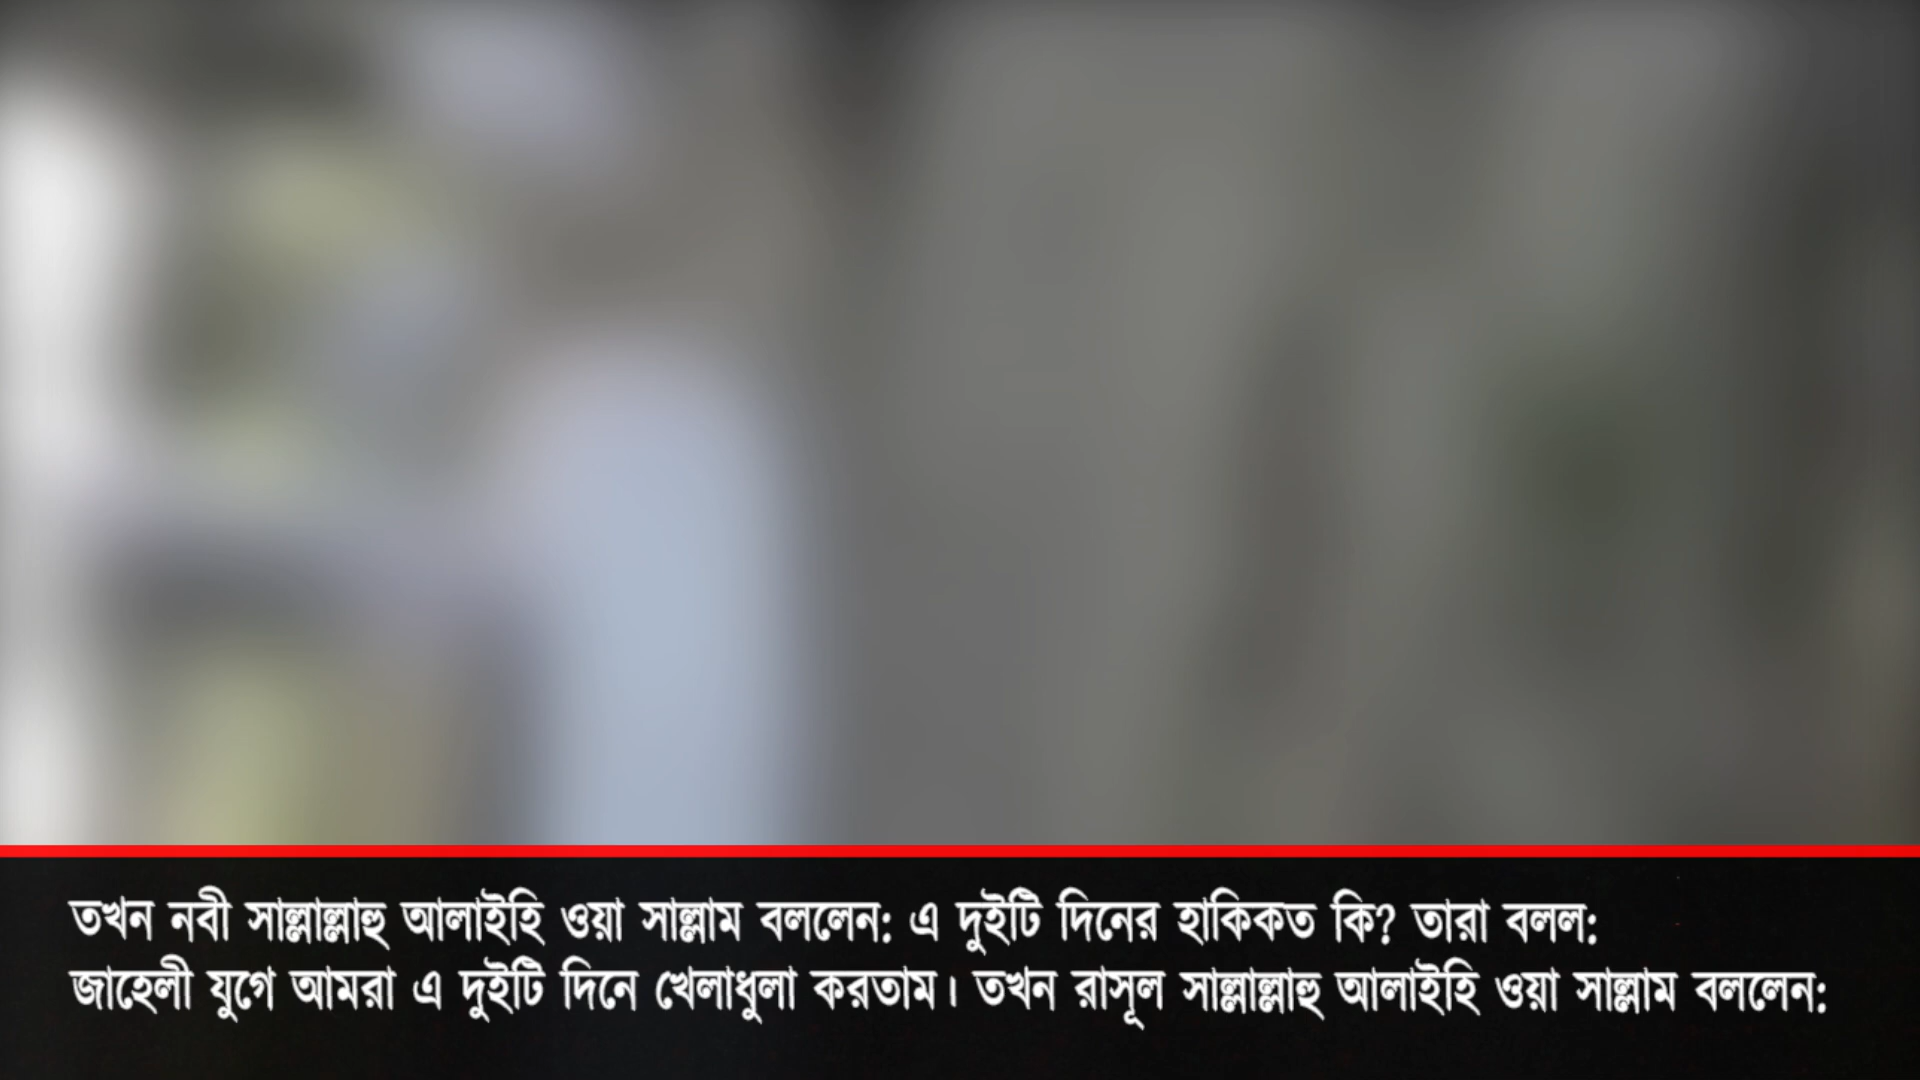 তখন নবী সাল্লাল্লাহু আলাইহি ওয়া সাল্লাম বললেন: এ দুইটি দিনের হাকিকত কি? তারা বলল:
জাহেলী যুগে আমরা এ দুইটি দিনে খেলাধুলা করতাম। তখন রাসূল সাল্লাল্লাহু আলাইহি ওয়া সাল্লাম বললেন: